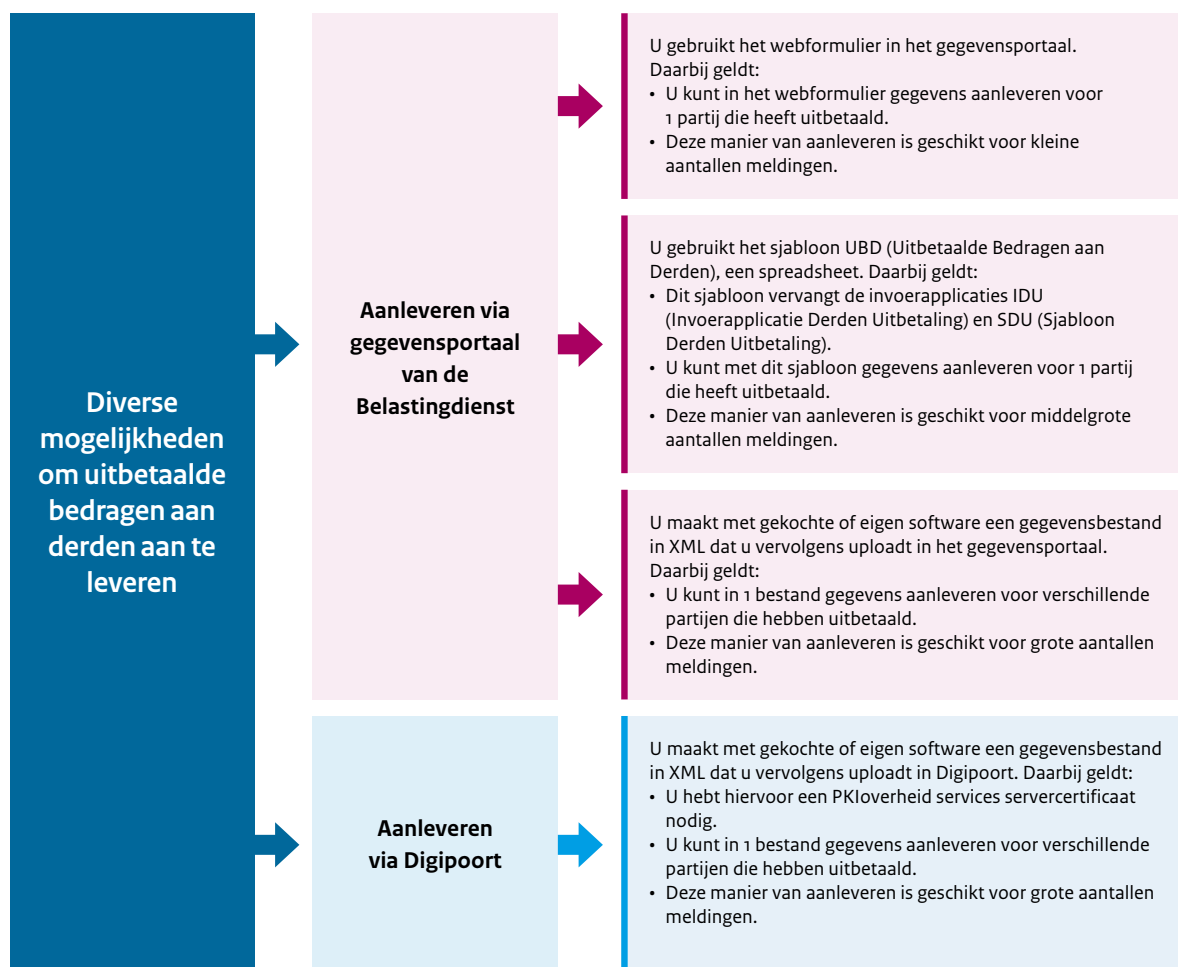 Diverse
mogelijkheden
om uitbetaalde
bedragen aan
derden aan te
leveren
Aanleveren via
gegevensportaal
van de
Belastingdienst
U gebruikt het webformulier in het gegevensportaal.
Daarbij geldt:
• U kunt in het webformulier gegevens aanleveren voor
1 partij die heeft uitbetaald.
• Deze manier van aanleveren is geschikt voor kleine
aantallen meldingen.
U gebruikt het sjabloon UBD (Uitbetaalde Bedragen aan
Derden), een spreadsheet. Daarbij geldt:
• Dit sjabloon vervangt de invoerapplicaties IDU
(Invoerapplicatie Derden Uitbetaling) en SDU (Sjabloon
Derden Uitbetaling).
• U kunt met dit sjabloon gegevens aanleveren voor 1 partij
die heeft uitbetaald.
• Deze manier van aanleveren is geschikt voor middelgrote
aantallen meldingen.
U maakt met gekochte of eigen software een gegevensbestand
in XML dat u vervolgens uploadt in het gegevensportaal.
Daarbij geldt:
• U kunt in 1 bestand gegevens aanleveren voor verschillende
partijen die hebben uitbetaald.
• Deze manier van aanleveren is geschikt voor grote aantallen
meldingen.
Aanleveren
via Digipoort
U maakt met gekochte of eigen software een gegevensbestand
in XML dat u vervolgens uploadt in Digipoort. Daarbij geldt:
• U hebt hiervoor een PKIoverheid services servercertificaat
nodig.
• U kunt in 1 bestand gegevens aanleveren voor verschillende
partijen die hebben uitbetaald.
• Deze manier van aanleveren is geschikt voor grote aantallen
meldingen.